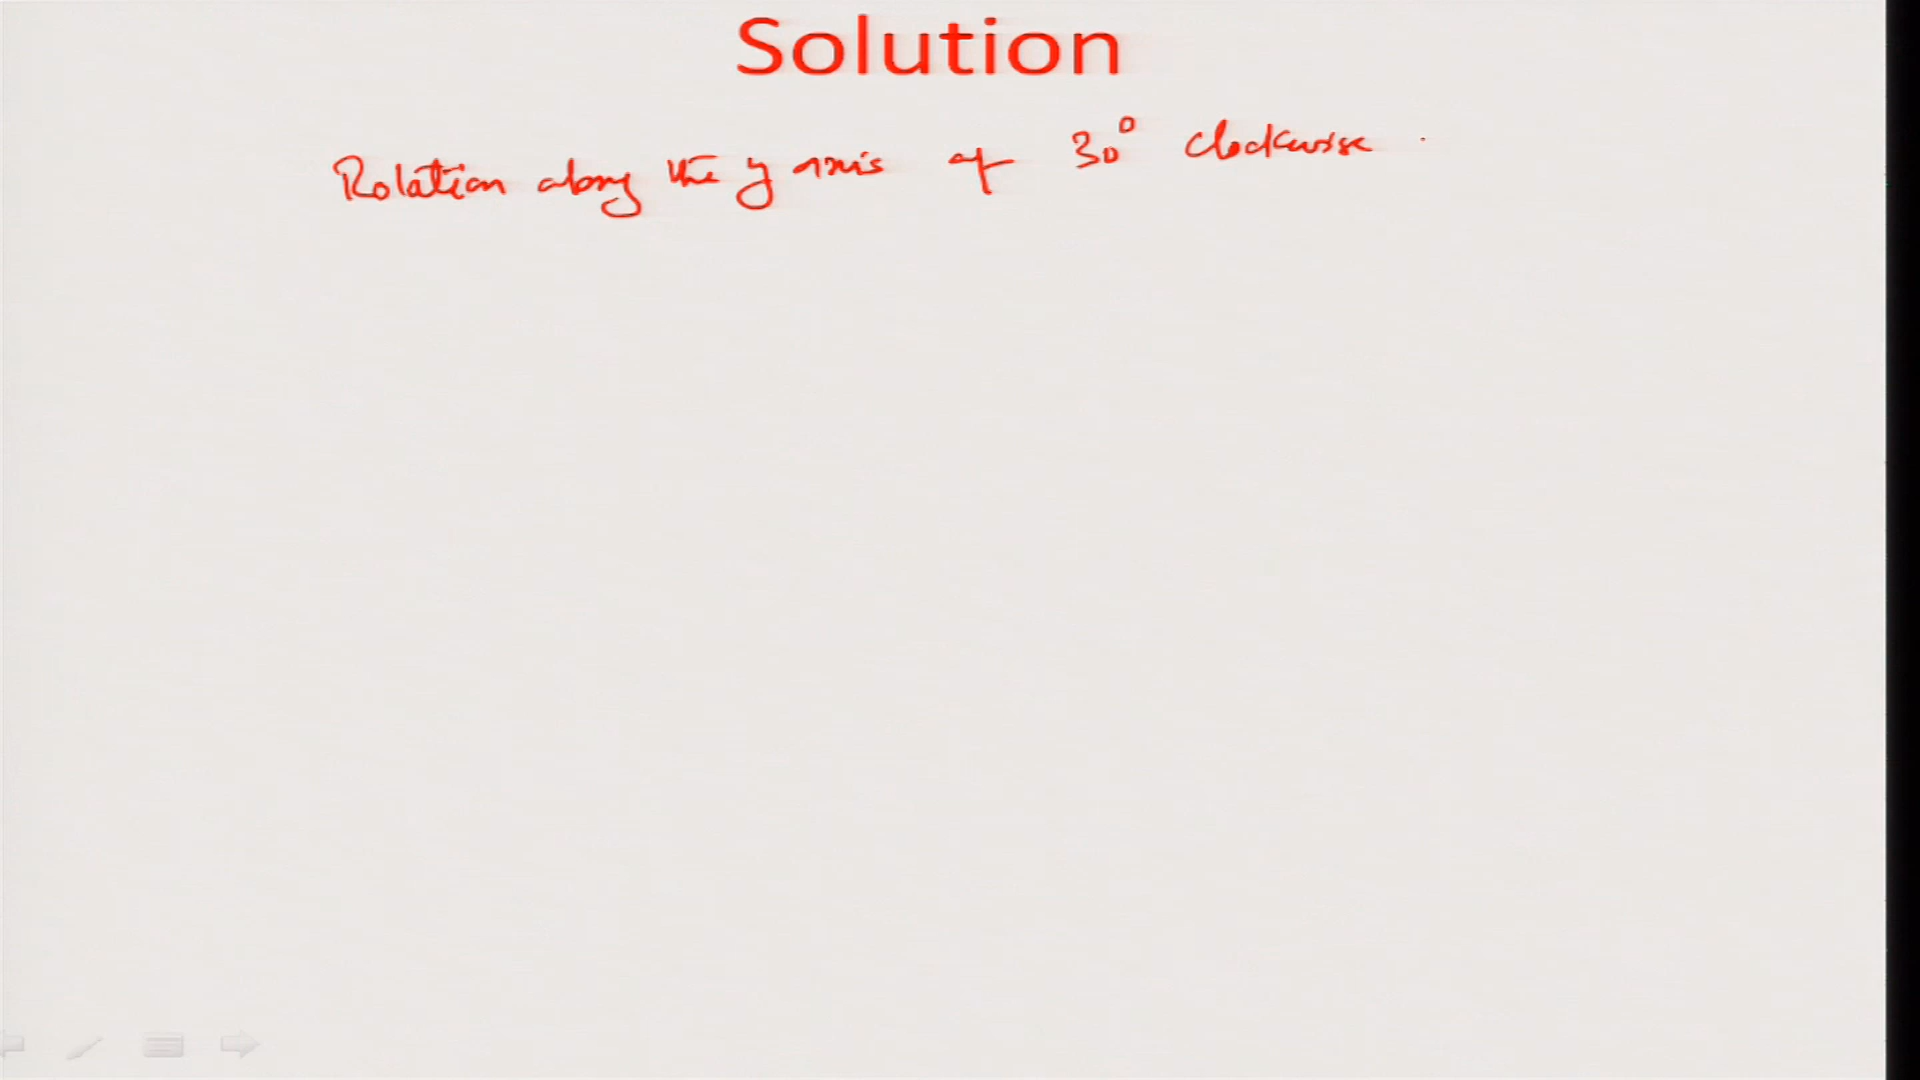 Solution
Rotation along the y axis of 30° clockwise .